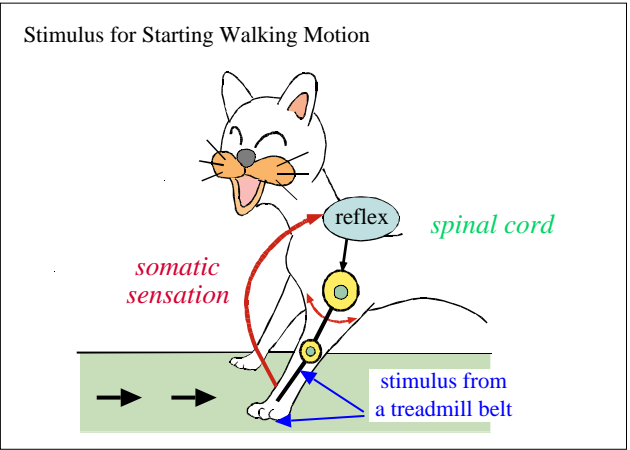 Stimulus for Starting Walking Motion
reflex
spinal cord
somatic
sensation
stimulus from
a treadmill belt